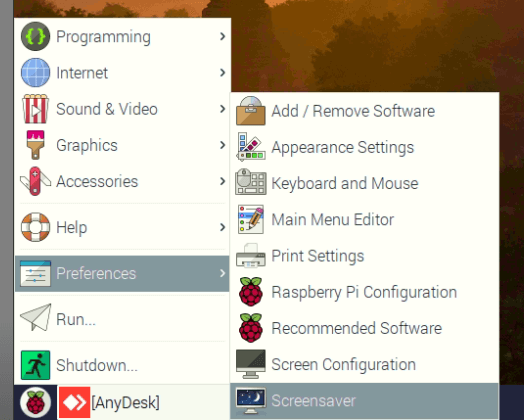 Programming
Internet
Sound & Video
Graphics
Accessories
Help
Preferences
Run...
Shutdown...
[AnyDesk]
Add / Remove Software
Appearance Settings
Keyboard and Mouse
Main Menu Editor
Print Settings
Raspberry Pi Configuration
Recommended Software
Screen Configuration
Screensaver